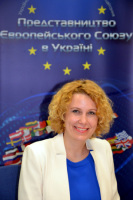 Представництво
Європейського Союзу
в Україні